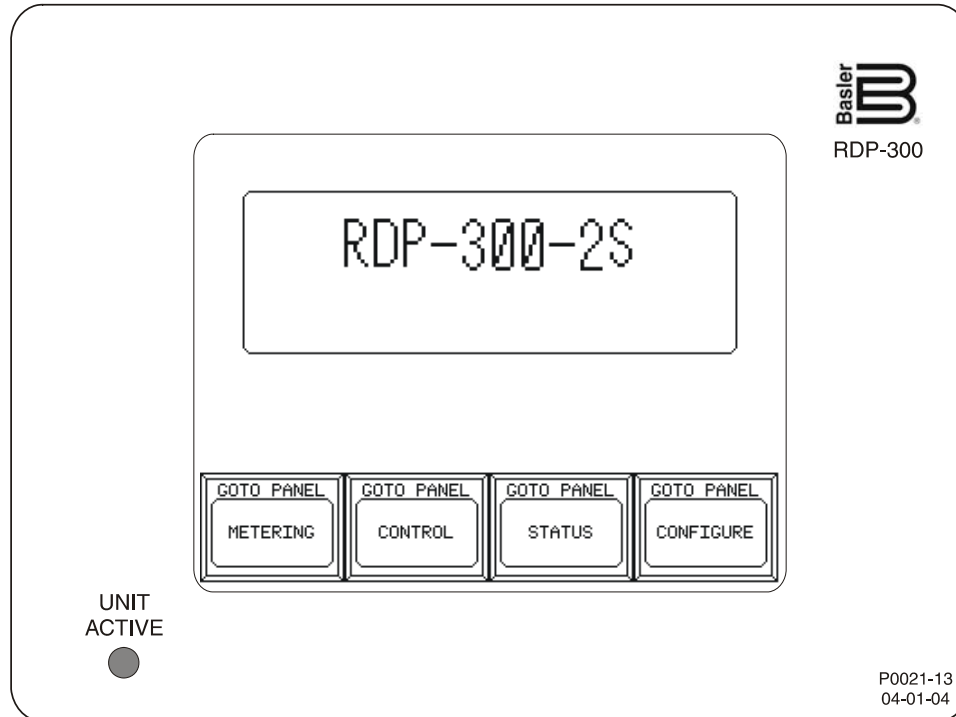 Basler
RDP-300
RDP-300-2S
GOTO PANEL GOTO PANEL GOTO PANEL GOTO PANEL
METERING CONTROL STATUS CONFIGURE
UNIT
ACTIVE
P0021-13
04-01-04